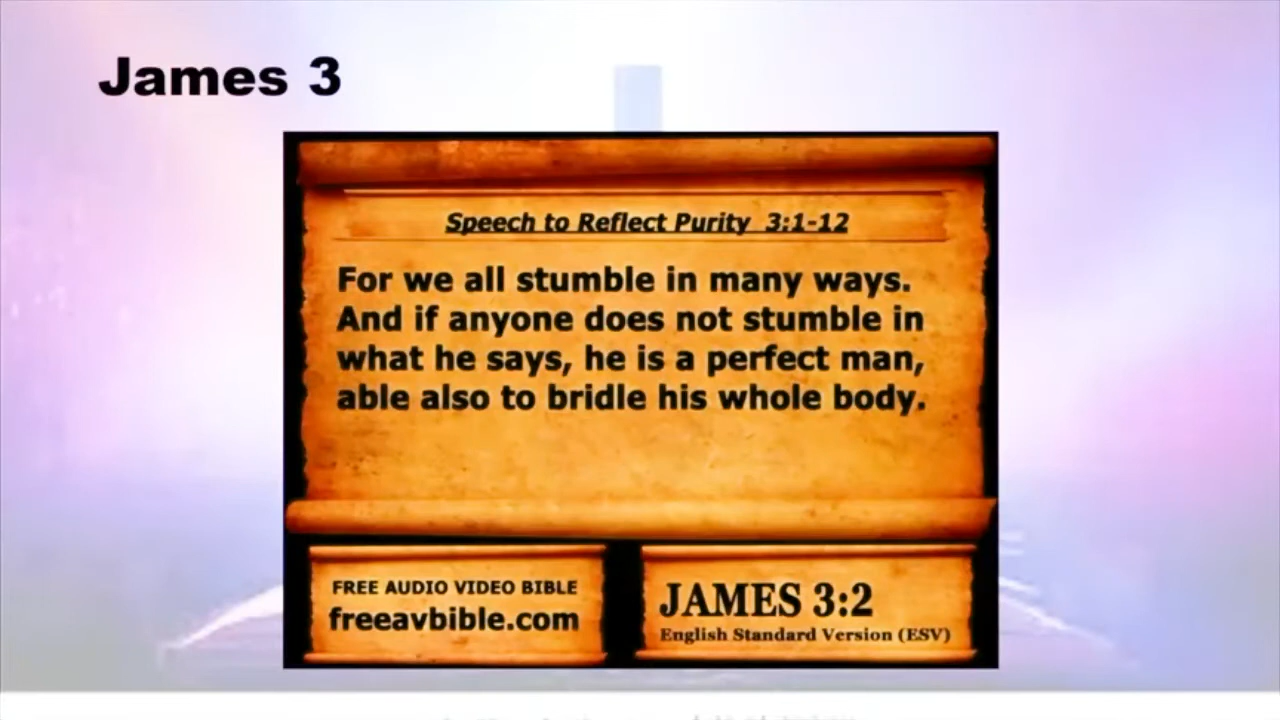 James 3
Speech to Reflect Purity 3:1-12
For we all stumble in many ways.
And if anyone does not stumble in
what he says, he is a perfect man,
able also to bridle his whole body.
FREE AUDIO VIDEO BIBLE
freeavbible.com
JAMES 3:2
English Standard Version (ESV)